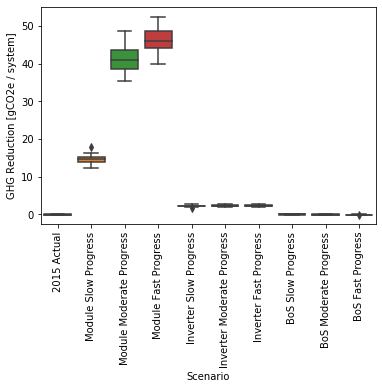 GHG Reduction [gCO2e / system]
50
40
30
20
10
0
2015 Actual
Module Slow Progress
Module Moderate Progress
Module Fast Progress
Inverter Slow Progress
Inverter Moderate Progress
Inverter Fast Progress
BoS Slow Progress
BoS Moderate Progress
BoS Fast Progress
Scenario